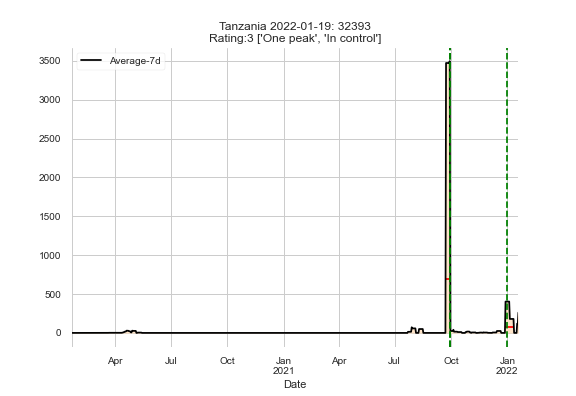 Tanzania 2022-01-19: 32393
Rating:3 ['One peak', 'In control']
Average-7d
3500
3000
2500
2000
1500
1000
500
0
Apr Jul Oct Jan Apr Jul Oct Jan
2021 2022
Date